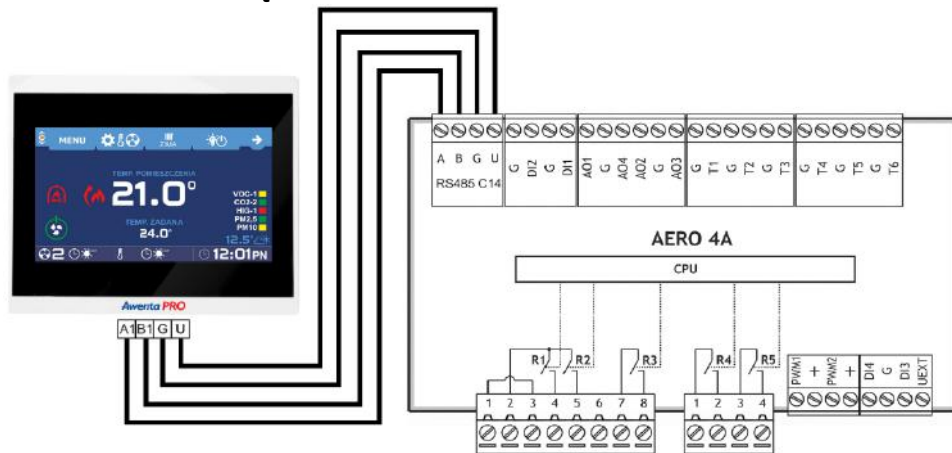 MENU
ZIMA
TEMP. POMIESZCZENIA
21.0°
VOC-1
CO2-2
HIG-1
PM2,5
PM10
TEMP. ZADANA
24.0°
12.5°
2
12:01PM
Awenta PRO
A1 B1 G U
A B G U G DI2 G DI1 AO1 G AO4 AO2 G AO3 G T1 G T2 G T3 G T4 G T5 G T6
RS485 C14
AERO 4A
CPU
R1 R2 R3 R4 R5
PWM1 + PWM2 + DI4 G DI3 UEXT
1 2 3 4 5 6 7 8 1 2 3 4